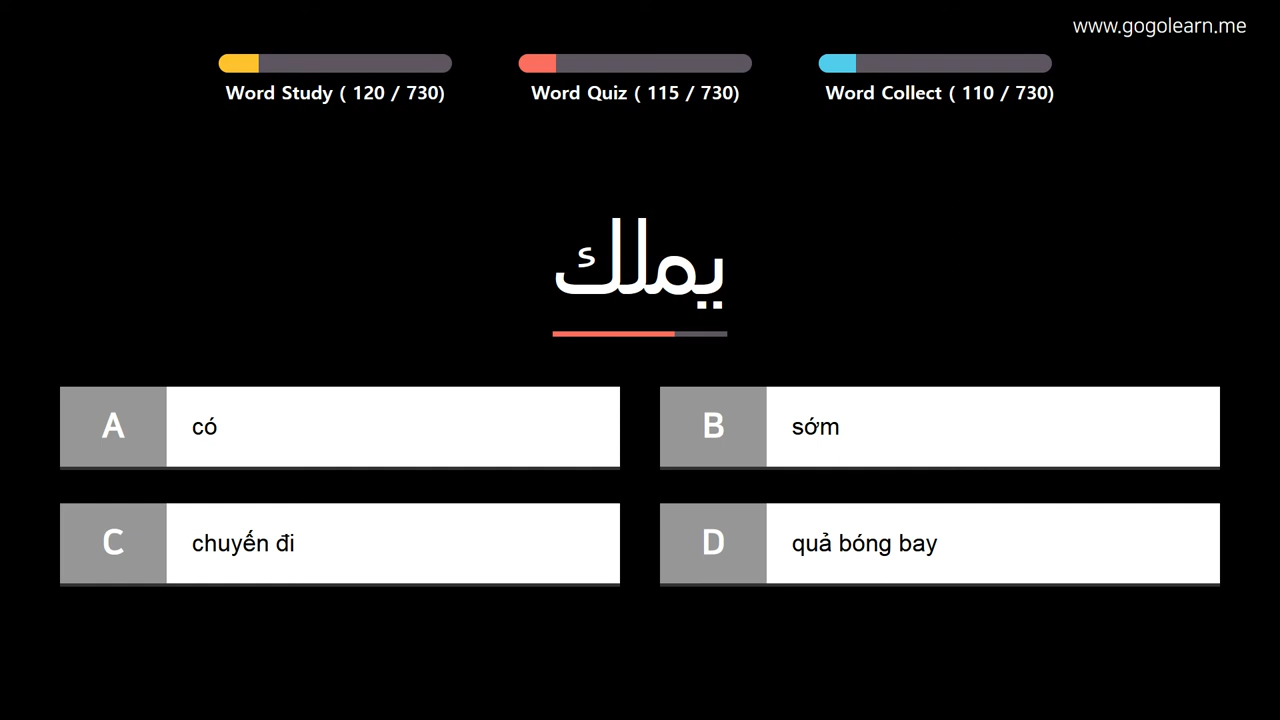 www.gogolearn.me
Word Study ( 120 / 730)
Word Quiz ( 115 / 730)
Word Collect ( 110 / 730)
يملك
A có
B sớm
C chuyến đi
D quả bóng bay